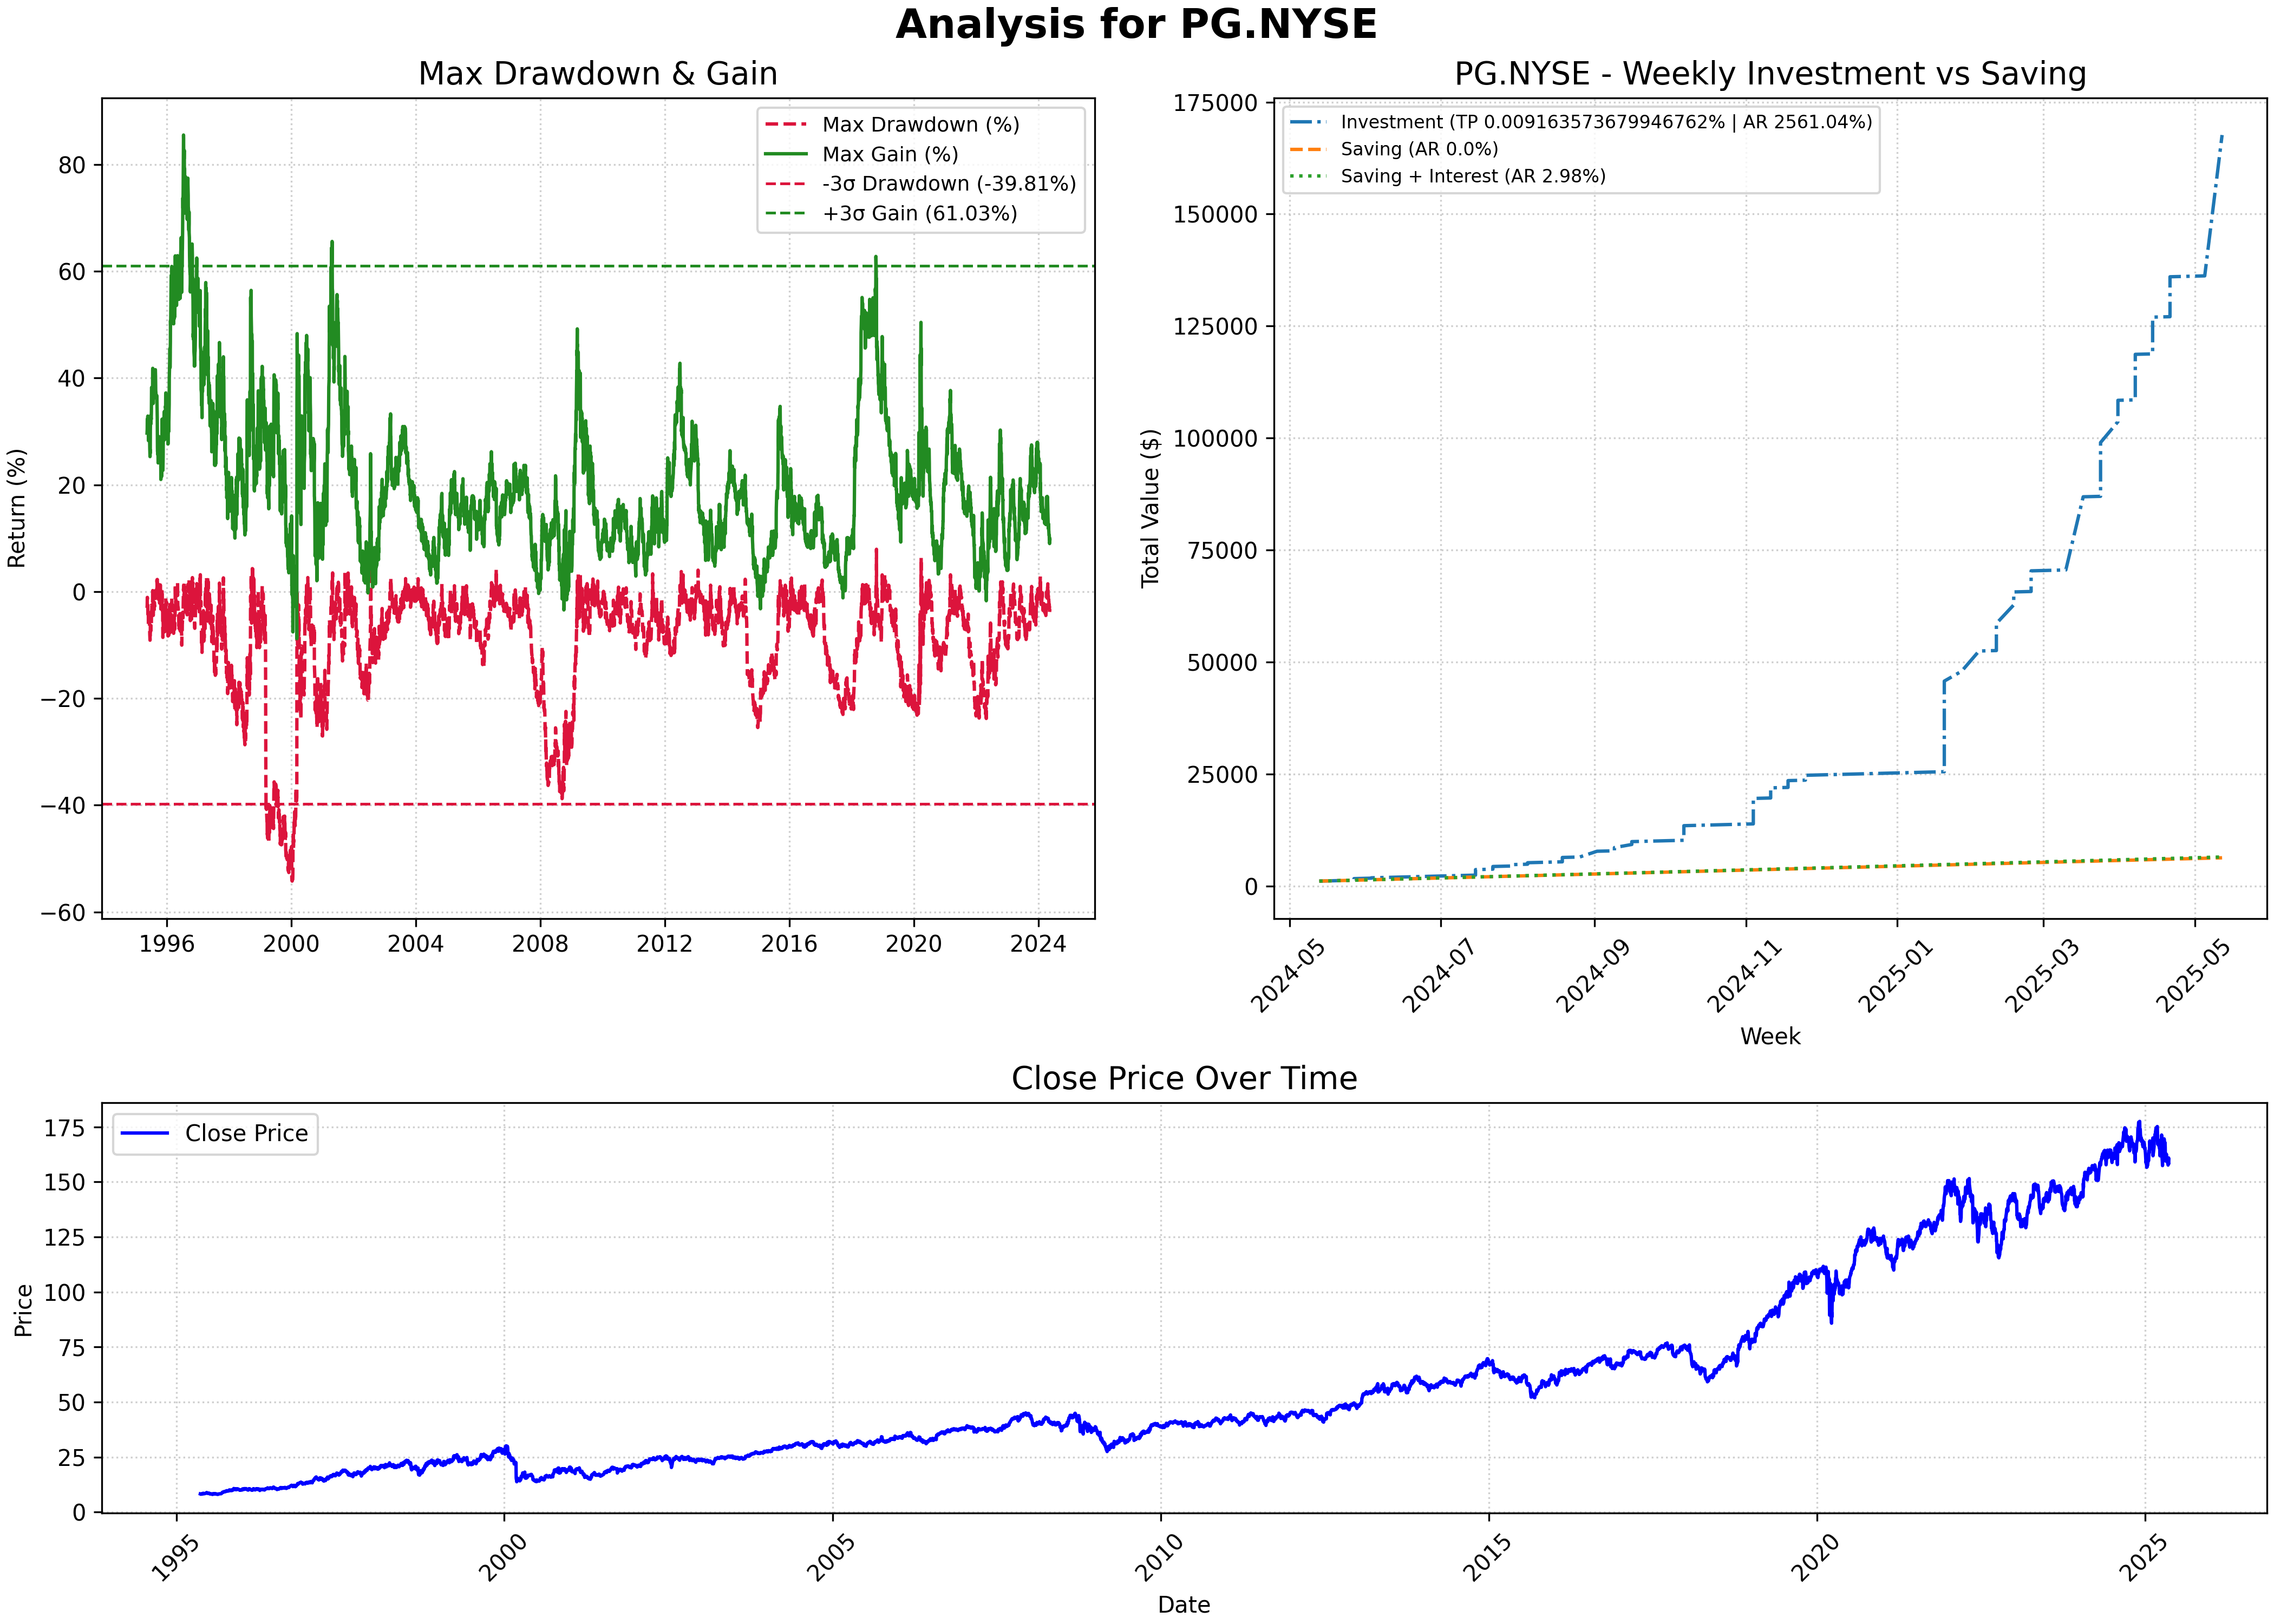 Analysis for PG.NYSE
Max Drawdown & Gain
Return (%)
80
60
40
20
0
−20
−40
−60
Max Drawdown (%)
Max Gain (%)
-3σ Drawdown (-39.81%)
+3σ Gain (61.03%)
1996 2000 2004 2008 2012 2016 2020 2024
PG.NYSE - Weekly Investment vs Saving
Total Value ($)
175000
150000
125000
100000
75000
50000
25000
0
Investment (TP 0.009163573679946762% | AR 2561.04%)
Saving (AR 0.0%)
Saving + Interest (AR 2.98%)
2024-05 2024-07 2024-09 2024-11 2025-01 2025-03 2025-05
Week
Close Price Over Time
Price
175
150
125
100
75
50
25
0
Close Price
1995 2000 2005 2010 2015 2020 2025
Date